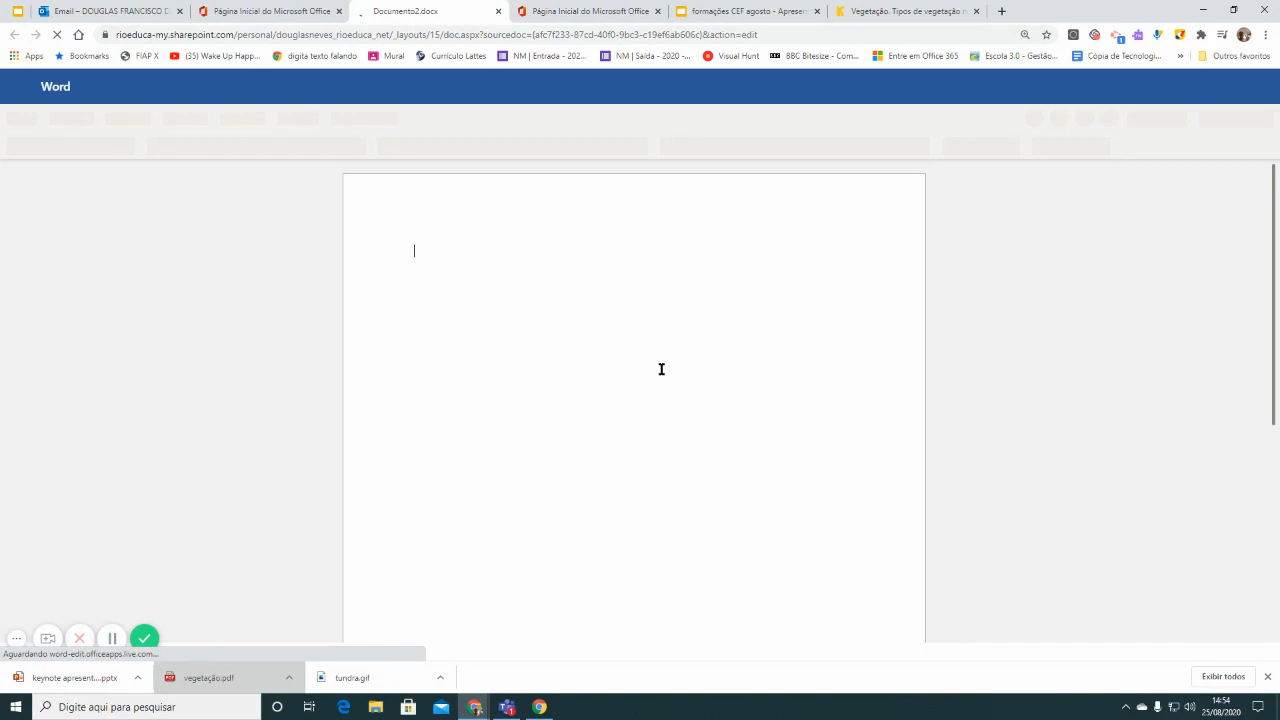 Email – DOUGLAS FRANCISCO D
Página Inicial do Microsoft Office
Documento2.docx
Página Inicial do Microsoft Office
formações CEF agosto - Apresen
Vegetação. Tipos de vegetação n
rioeduca-my.sharepoint.com/personal/douglasneves_rioeduca_net/_layouts/15/doc.aspx?sourcedoc={afc7f233-87cd-40f0-9bc3-c19ef6ab606c}&action=edit
Apps
Bookmarks
FIAP X
(35) Wake Up Happ...
digita texto falando
Mural
Currículo Lattes
NM | Entrada - 202...
NM | Saída - 2020 -...
Visual Hunt
BBC Bitesize - Com...
Entre em Office 365
Escola 3.0 - Gestão...
Cópia de Tecnologi...
Outros favoritos
Word
Aguardando word-edit.officeapps.live.com...
keynote apresent....pptx
vegetação.pdf
tundra.gif
Exibir todos
Digite aqui para pesquisar
14:54
25/08/2020